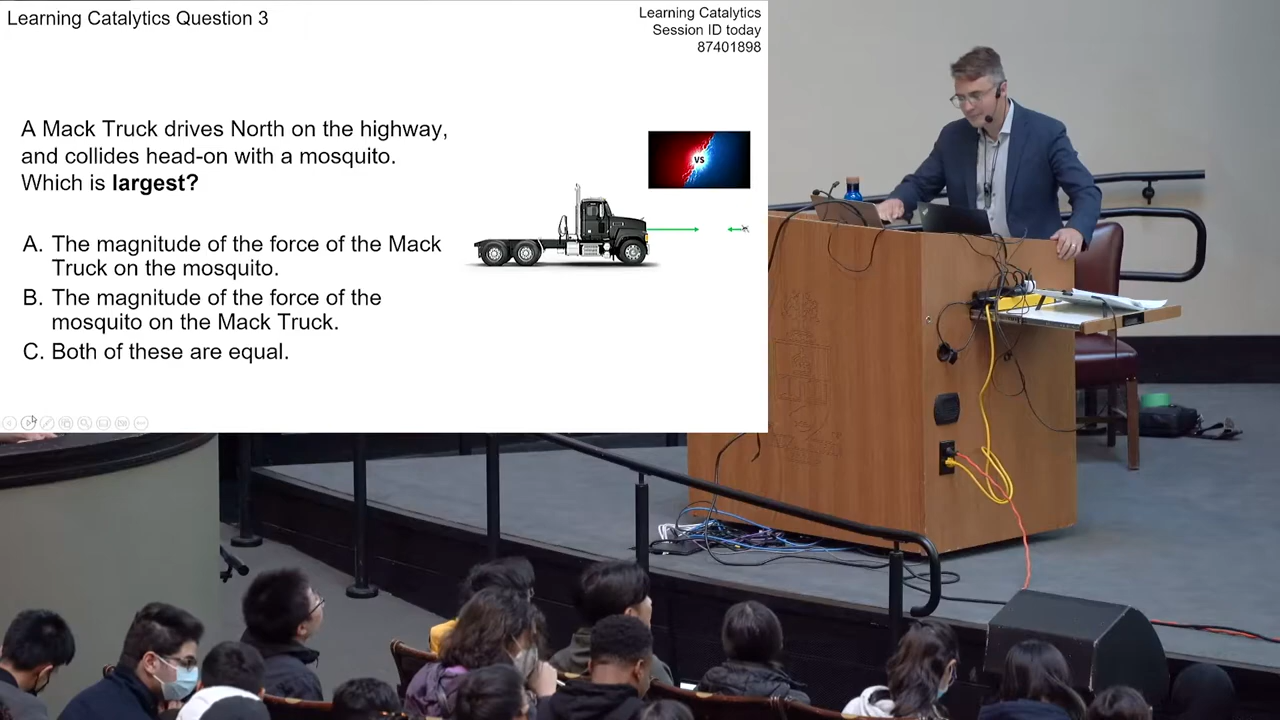 Learning Catalytics Question 3
Learning Catalytics
Session ID today
87401898
A Mack Truck drives North on the highway,
and collides head-on with a mosquito.
Which is largest?
VS
A. The magnitude of the force of the Mack
Truck on the mosquito.
B. The magnitude of the force of the
mosquito on the Mack Truck.
C. Both of these are equal.